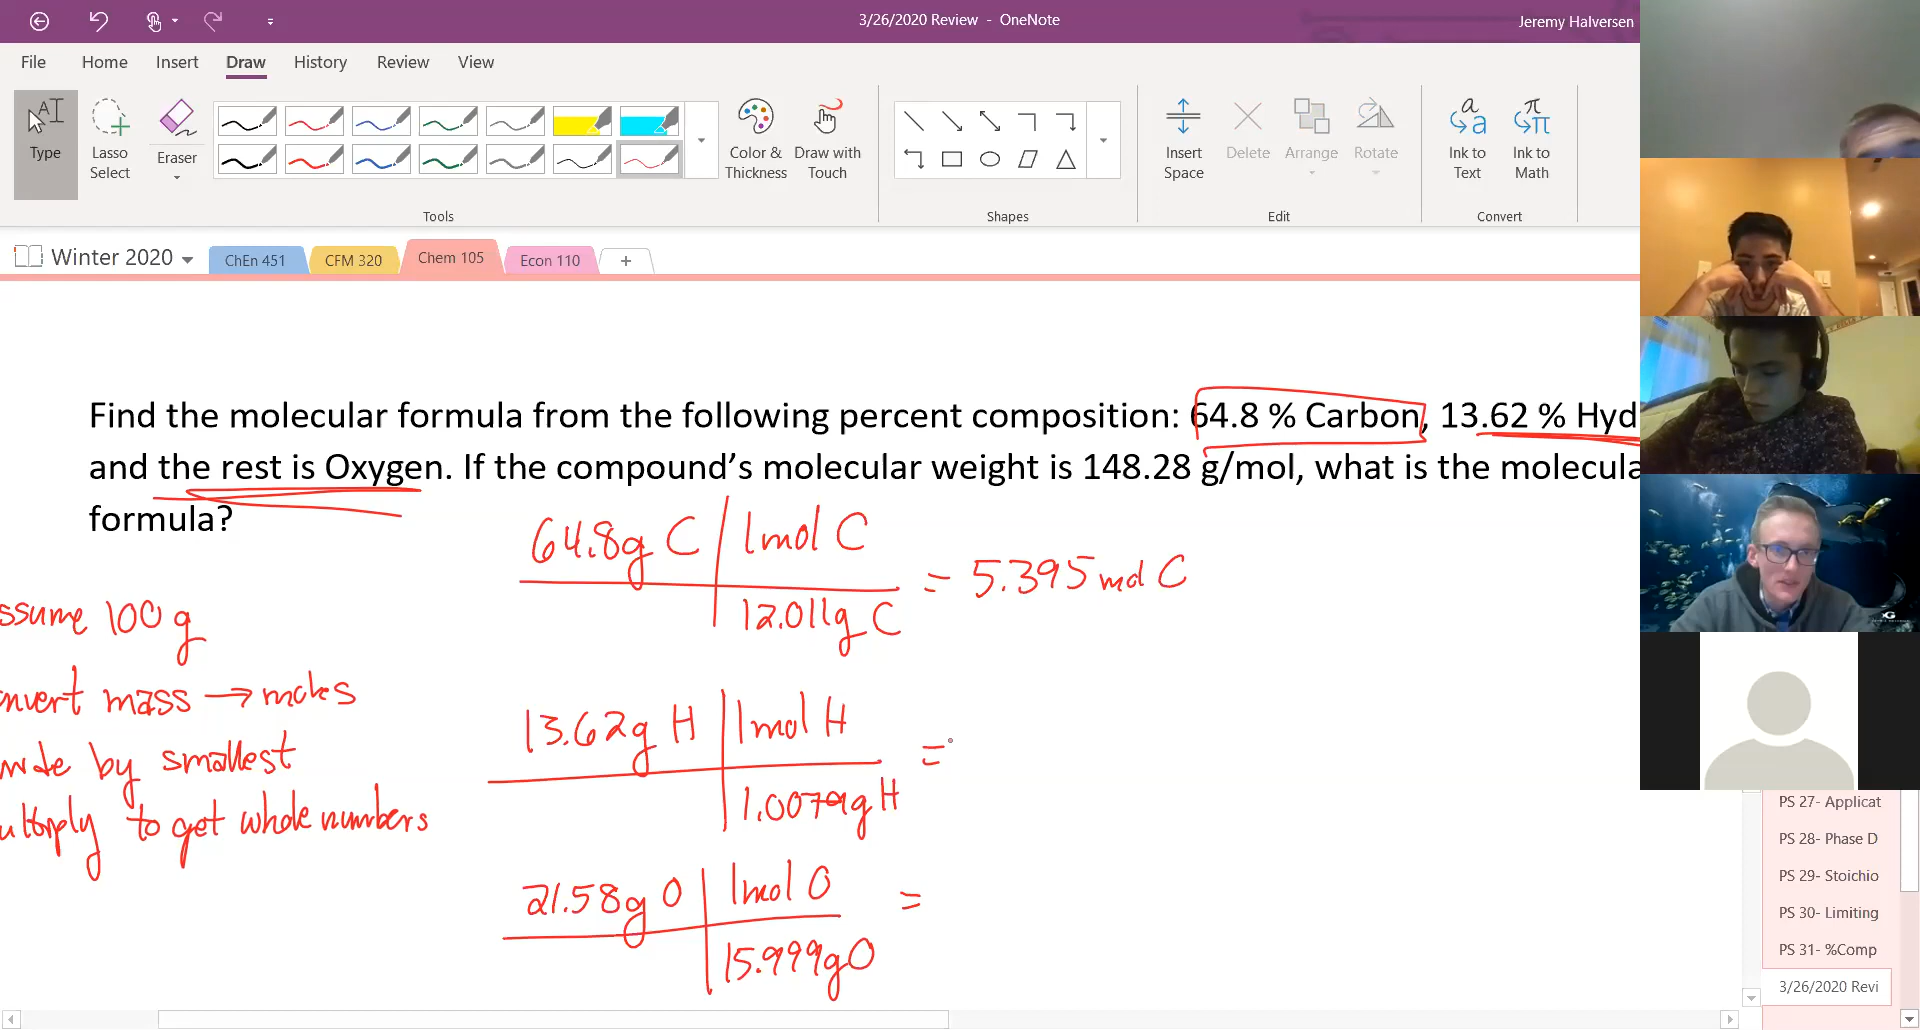 3/26/2020 Review - OneNote
Jeremy Halversen
File Home Insert Draw History Review View
Type
Lasso Select
Eraser
Color & Thickness
Draw with Touch
Insert Space
Delete
Arrange
Rotate
Ink to Text
Ink to Math
Tools
Shapes
Edit
Convert
Winter 2020
ChEn 451
CFM 320
Chem 105
Econ 110
Find the molecular formula from the following percent composition: 64.8 % Carbon, 13.62 % Hyd
and the rest is Oxygen. If the compound's molecular weight is 148.28 g/mol, what is the molecula
formula?
64.8g C 1mol C
12.011g C
= 5.395 mol C
ssume 100 g
nvert mass → moles
by smallest
ultiply to get whole numbers
13.62g H 1mol H
1.0079g H
=
21.58g O 1mol O
15.999g O
=
PS 27- Applicat
PS 28- Phase D
PS 29- Stoichio
PS 30- Limiting
PS 31- %Comp
3/26/2020 Revi